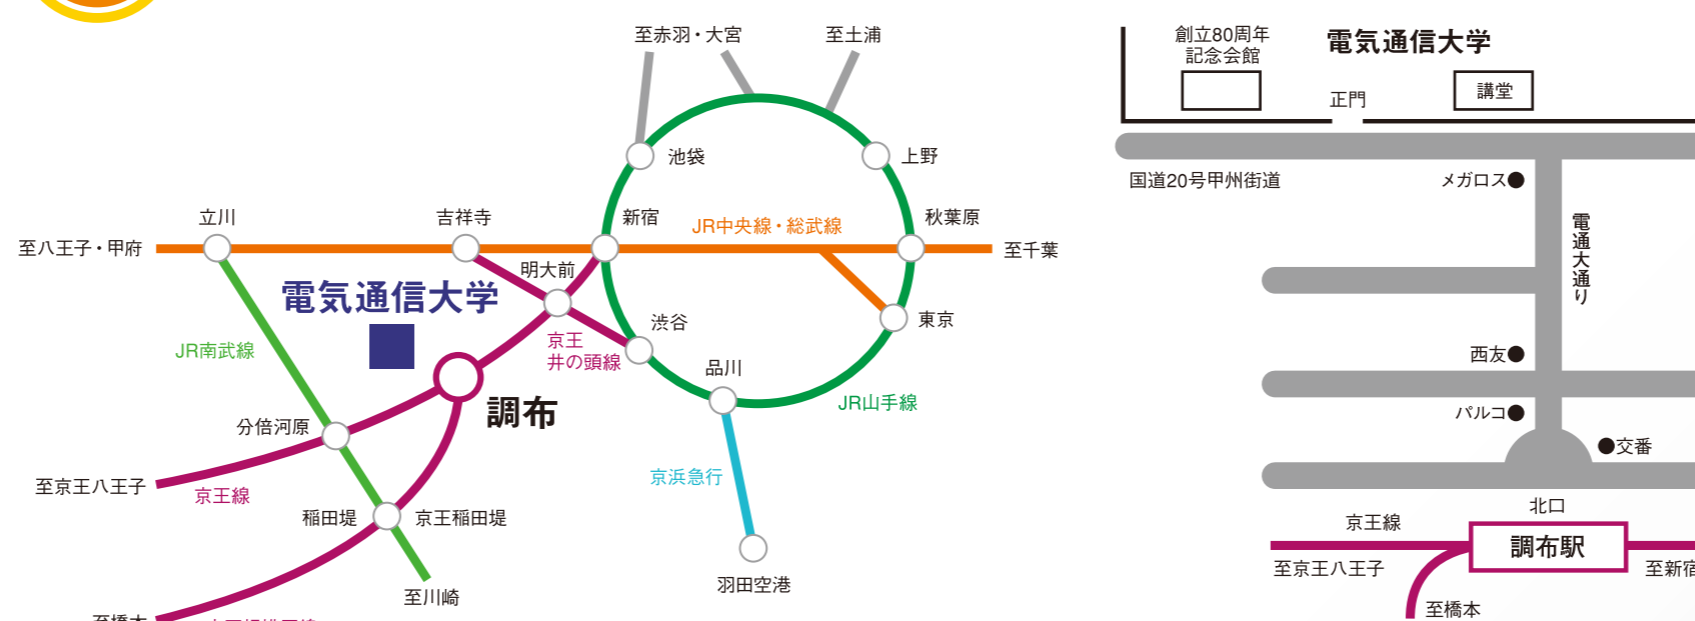 至赤羽・大宮
至土浦
池袋
上野
立川
吉祥寺
新宿
JR中央線・総武線
秋葉原
至八王子・甲府
至千葉
明大前
電気通信大学
東京
渋谷
JR南武線
京王
井の頭線
品川
JR山手線
調布
分倍河原
京浜急行
至京王八王子
京王線
稲田堤
京王稲田堤
羽田空港
至川崎
至橋本
創立80周年
記念会館
電気通信大学
講堂
正門
国道20号甲州街道
メガロス
電通大通り
西友
パルコ
交番
北口
京王線
調布駅
至京王八王子
至新宿
至橋本